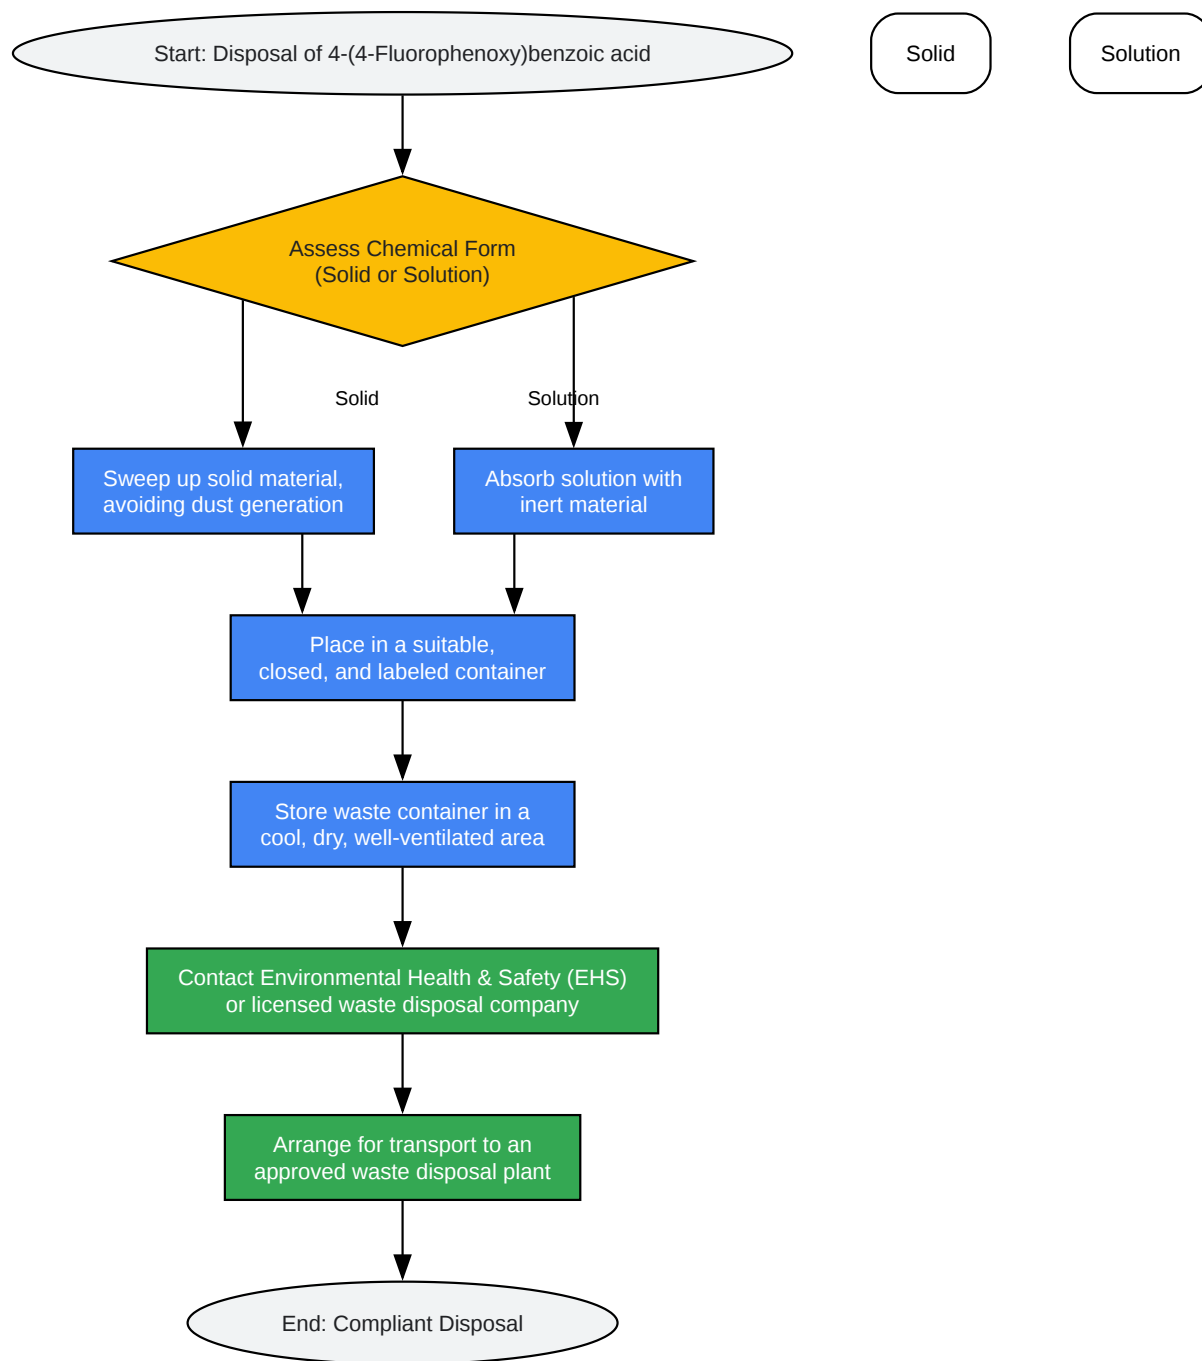 Start: Disposal of 4-(4-Fluorophenoxy)benzoic acid
Solid
Solution
Assess Chemical Form
(Solid or Solution)
Solid
Solution
Sweep up solid material,
avoiding dust generation
Absorb solution with
inert material
Place in a suitable,
closed, and labeled container
Store waste container in a
cool, dry, well-ventilated area
Contact Environmental Health & Safety (EHS)
or licensed waste disposal company
Arrange for transport to an
approved waste disposal plant
End: Compliant Disposal